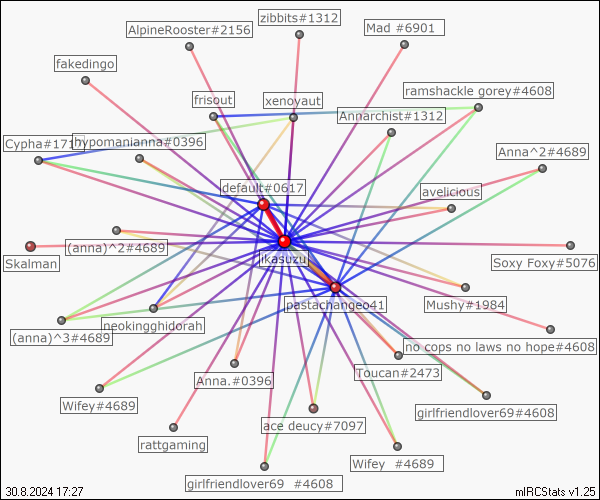 zibbits#1312
AlpineRooster#2156
Mad #6901
fakedingo
ramshackle gorey#4608
frisout
xenoyaut
Annarchist#1312
Cypha#171
hypomanianna#0396
Anna^2#4689
default#0617
avelicious
(anna)^2#4689
Skalman
ikasuzu
Soxy Foxy#5076
pastachangeo41
Mushy#1984
neokingghidorah
(anna)^3#4689
no cops no laws no hope#4608
Toucan#2473
Anna.#0396
Wifey#4689
girlfriendlover69#4608
ace deucy#7097
rattgaming
Wifey #4689
girlfriendlover69 #4608
30.8.2024 17:27
mIRCStats v1.25